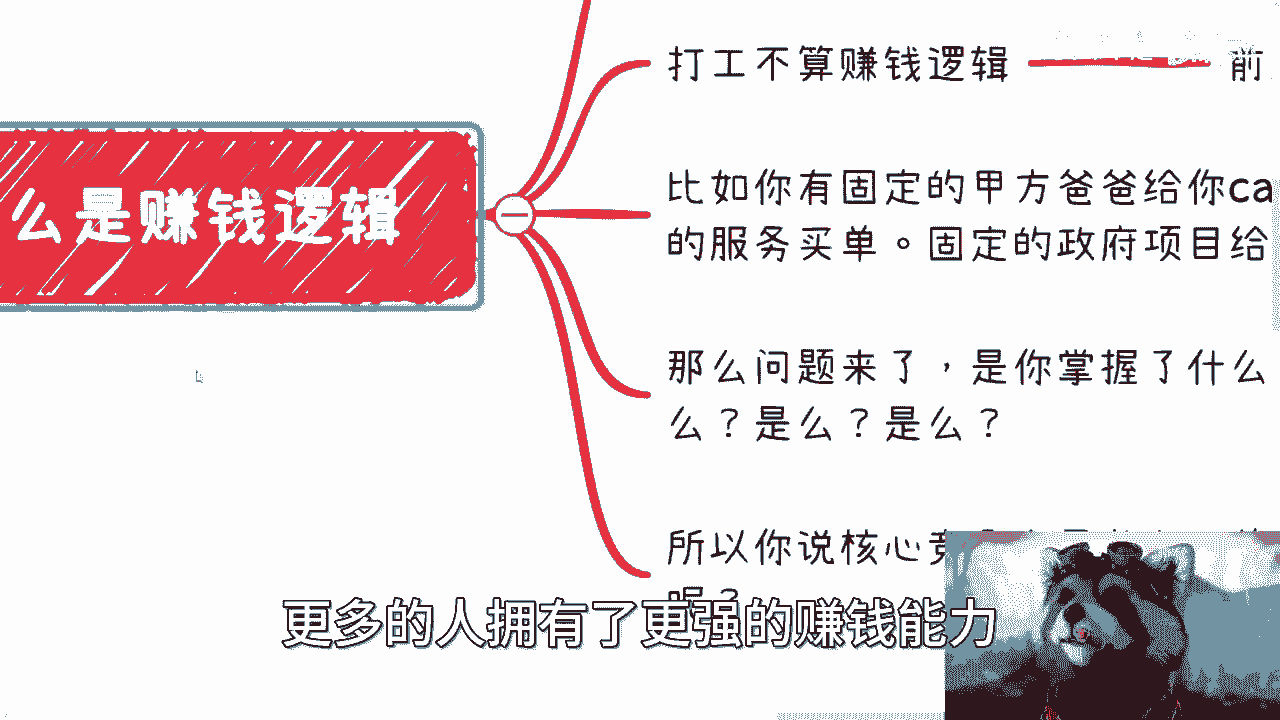 打工不算赚钱逻辑
前
么是赚钱逻辑
比如你有固定的甲方爸爸给你ca
的服务买单。固定的政府项目给
那么问题来了，是你掌握了什么
么？是么？是么？
所以你说核心
更多的人拥有了更强的赚钱能力